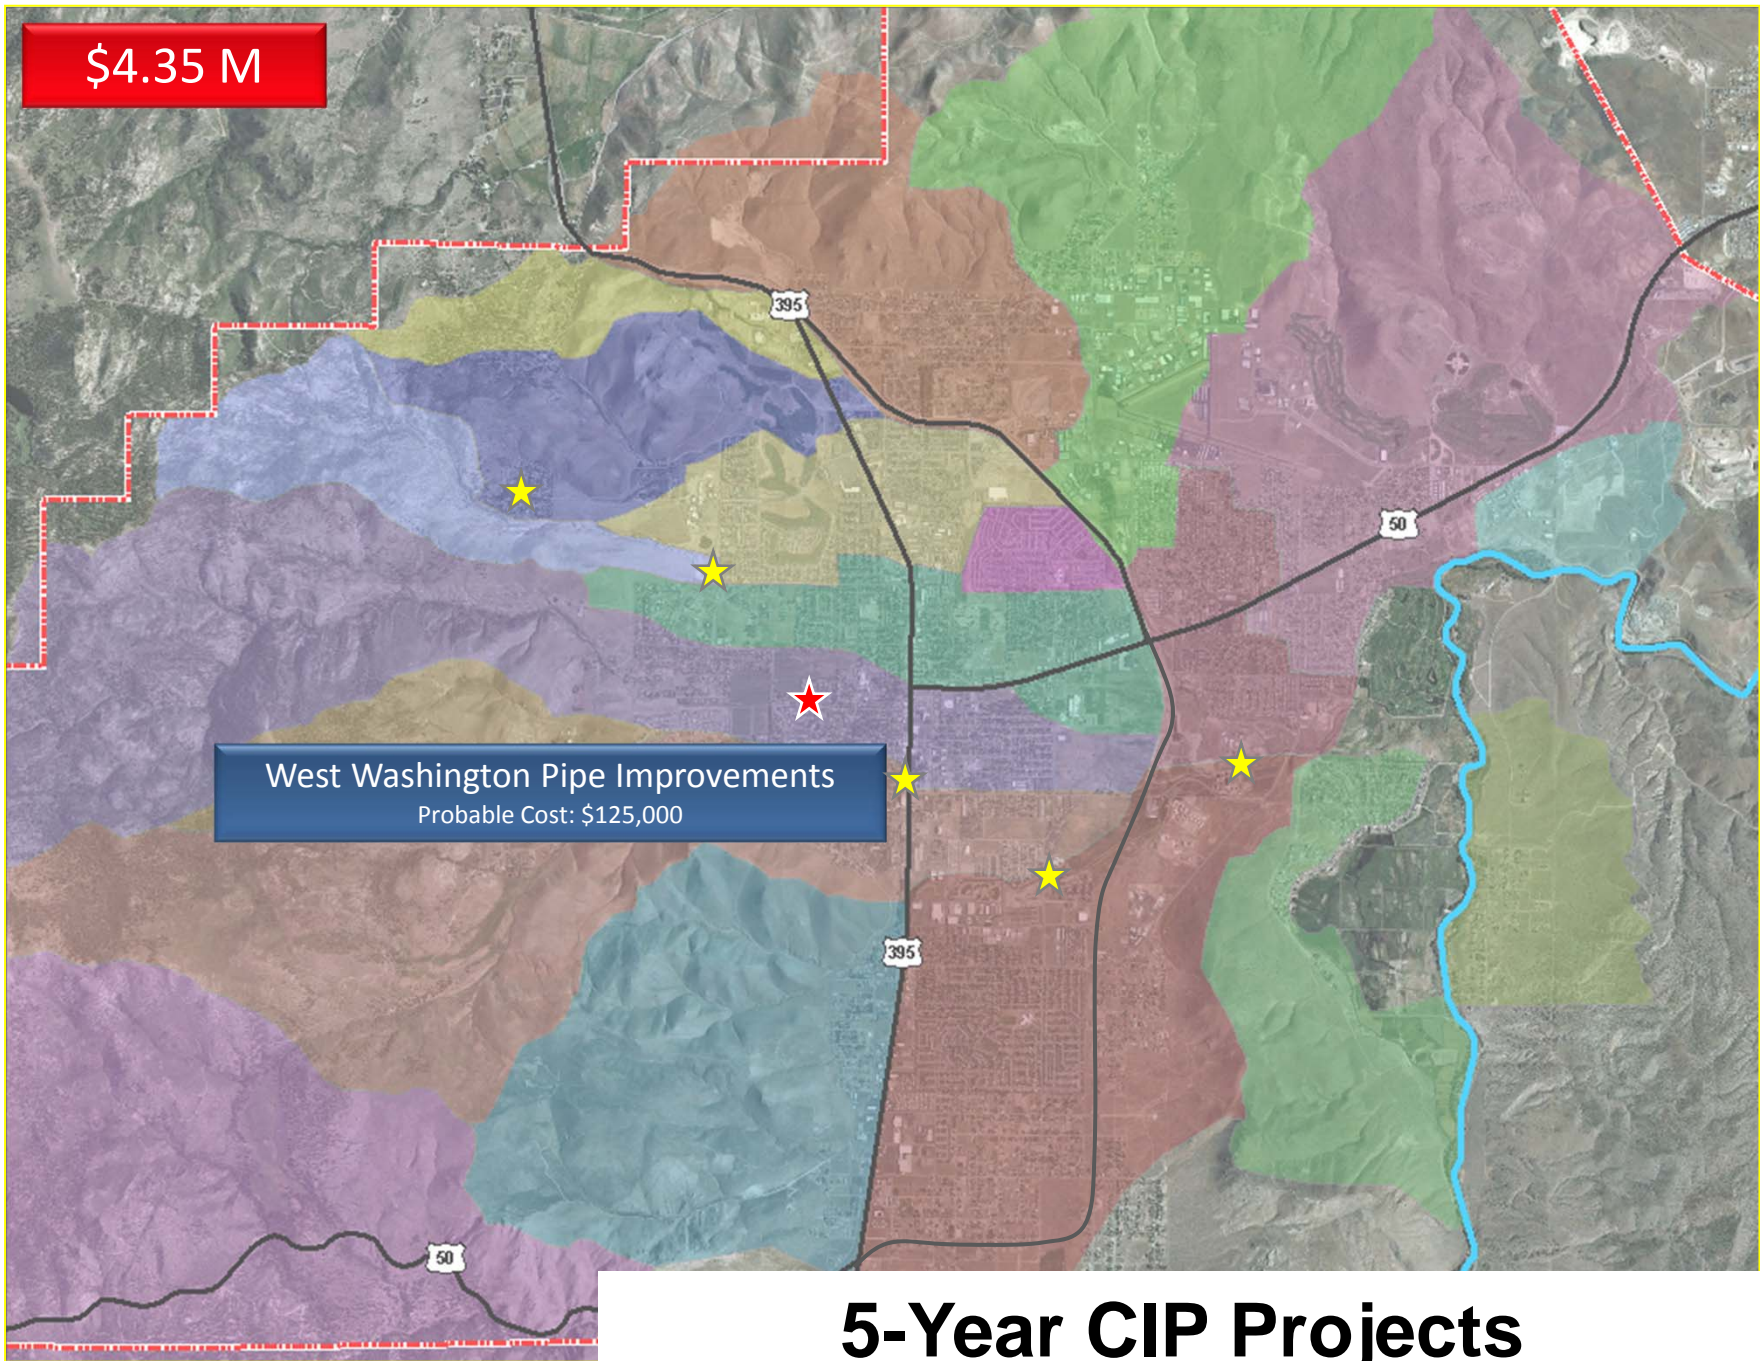 $4.35 M
395
50
West Washington Pipe Improvements
Probable Cost: $125,000
395
50
5-Year CIP Projects